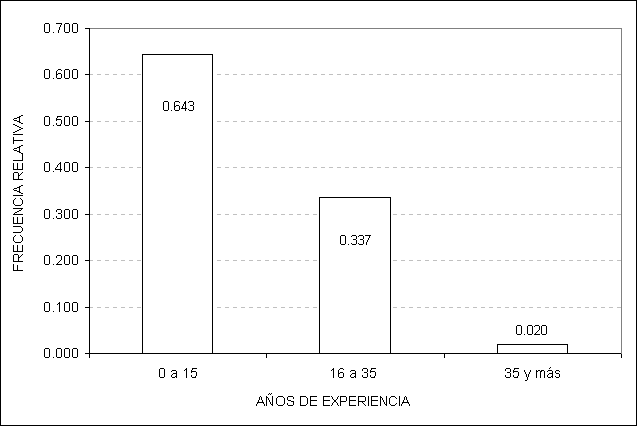 0.700
0.600
0.500
0.400
0.300
0.200
0.100
0.000
FRECUENCIA RELATIVA
0.643
0.337
0.020
0 a 15
16 a 35
35 y más
AÑOS DE EXPERIENCIA